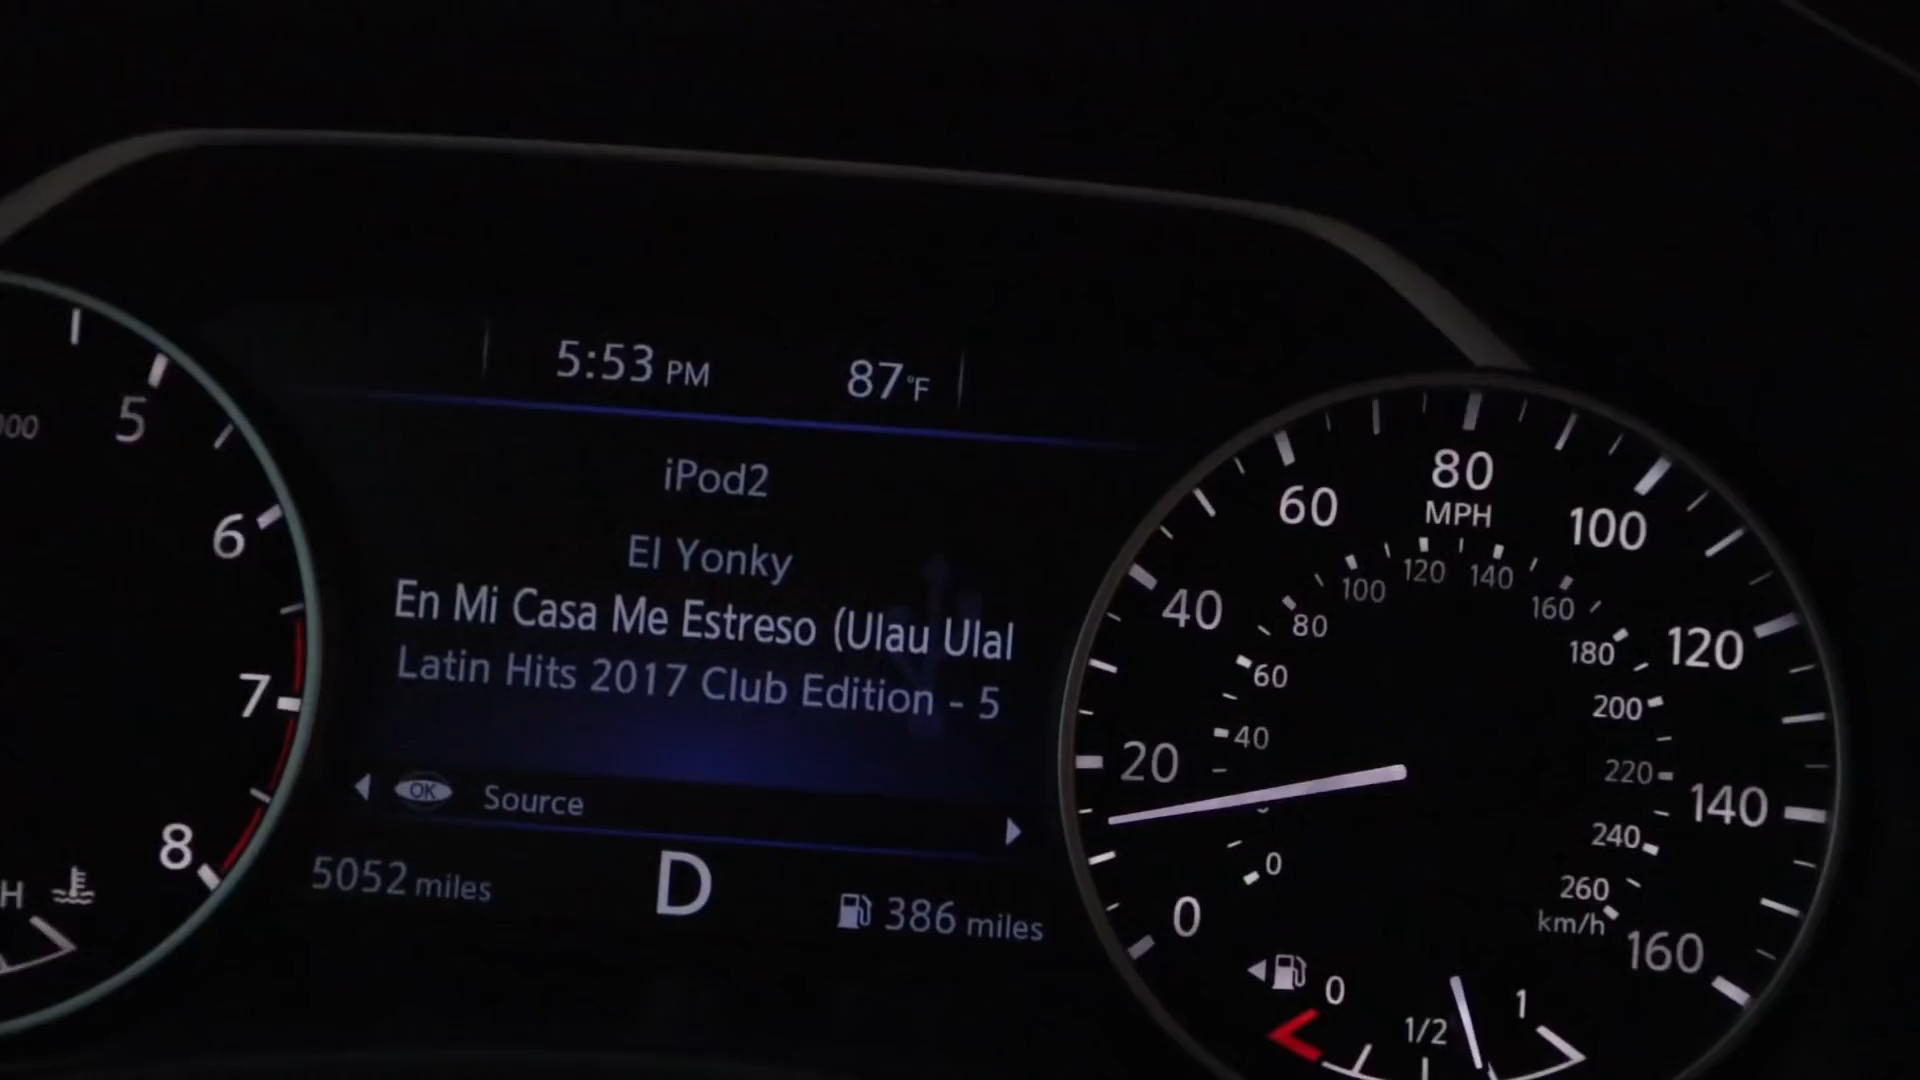 5:53 PM
87°F
iPod2
El Yonky
En Mi Casa Me Estreso (Ulau Ulal
Latin Hits 2017 Club Edition - 5
OK Source
5052 miles
D
386 miles
5
6
7
8
H
0
20
40
60
80
MPH
100
120
140
160
0
40
60
80
100
120
140
160
180
200
220
240
260
km/h
0
1/2
1